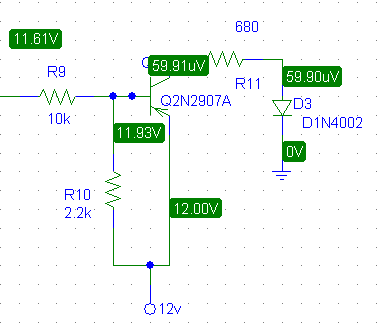 680
11.61V
59.91uV
R9
R11
59.90uV
10k
Q2N2907A
D3
D1N4002
11.93V
0V
R10
2.2k
12.00V
12v